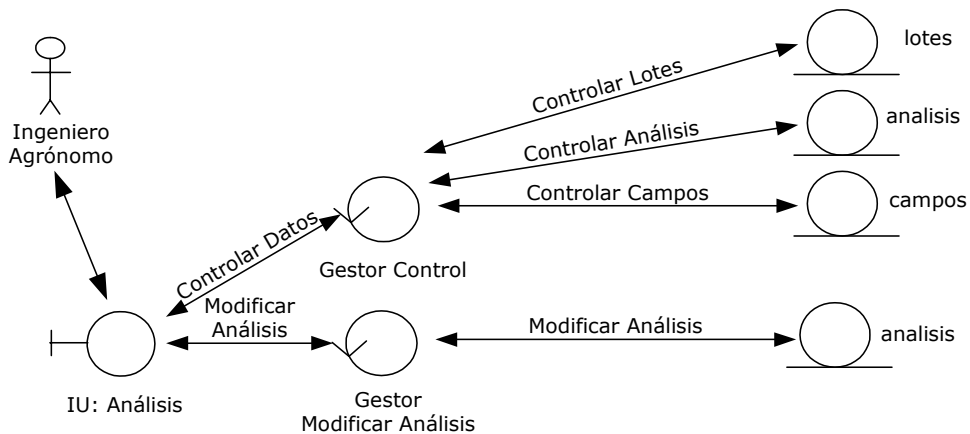 lotes
Controlar Lotes
Ingeniero
Agrónomo
analisis
Controlar Análisis
Controlar Campos
campos
Controlar Datos
Gestor Control
Modificar
Análisis
Modificar Análisis
analisis
IU: Análisis
Gestor
Modificar Análisis